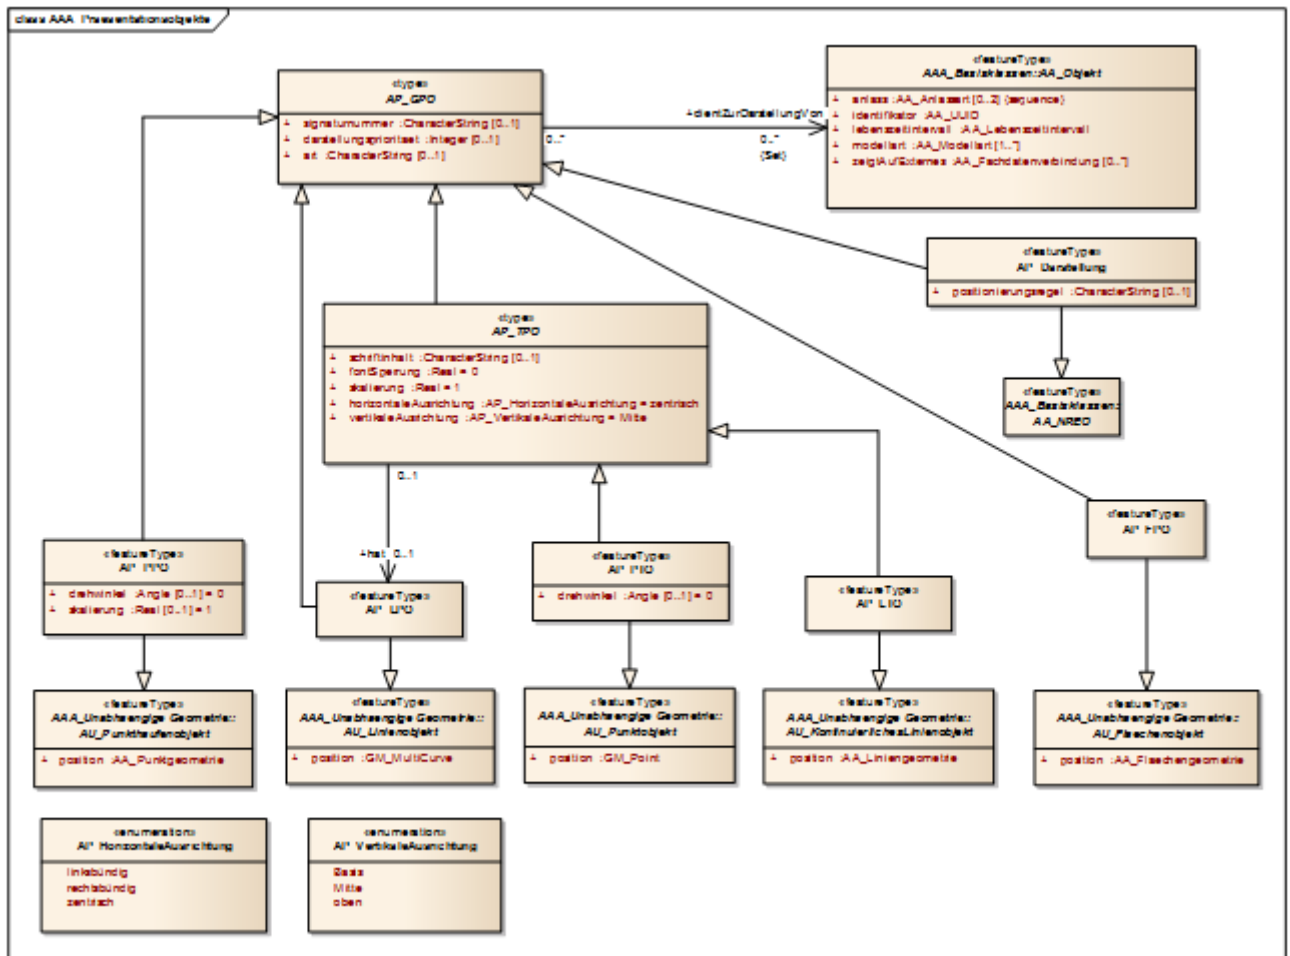 class AAA_Praesentationsobjekte
«type»
AP_GPO
+ signaturnummer :CharacterString [0..1]
+ darstellungsprioritaet :Integer [0..1]
+ art :CharacterString [0..1]
+dientZurDarstellungVon
0..*
0..*
{Set}
«featureType»
AAA_Basisklassen::AA_Objekt
+ anlass :AA_Anlassart [0..2] {sequence}
+ identifikator :AA_UUID
+ lebenszeitintervall :AA_Lebenszeitintervall
+ modellart :AA_Modellart [1..*]
+ zeigtAufExternes :AA_Fachdatenverbindung [0..*]
«featureType»
AP_Darstellung
+ positionierungsregel :CharacterString [0..1]
«featureType»
AAA_Basisklassen::
AA_NREO
«type»
AP_TPO
+ schriftinhalt :CharacterString [0..1]
+ fontSperrung :Real = 0
+ skalierung :Real = 1
+ horizontaleAusrichtung :AP_HorizontaleAusrichtung = zentrisch
+ vertikaleAusrichtung :AP_VertikaleAusrichtung = Mitte
0..1
+hat 0..1
«featureType»
AP_PPO
+ drehwinkel :Angle [0..1] = 0
+ skalierung :Real [0..1] = 1
«featureType»
AP_LPO
«featureType»
AP_PTO
+ drehwinkel :Angle [0..1] = 0
«featureType»
AP_LTO
«featureType»
AP_FPO
«featureType»
AAA_Unabhaengige Geometrie::
AU_Punkthaufenobjekt
+ position :AA_Punktgeometrie
«featureType»
AAA_Unabhaengige Geometrie::
AU_Linienobjekt
+ position :GM_MultiCurve
«featureType»
AAA_Unabhaengige Geometrie::
AU_Punktobjekt
+ position :GM_Point
«featureType»
AAA_Unabhaengige Geometrie::
AU_KontinuierlichesLinienobjekt
+ position :AA_Liniengeometrie
«featureType»
AAA_Unabhaengige Geometrie::
AU_Flaechenobjekt
+ position :AA_Flaechengeometrie
«enumeration»
AP_HorizontaleAusrichtung
linksbündig
rechtsbündig
zentrisch
«enumeration»
AP_VertikaleAusrichtung
Basis
Mitte
oben